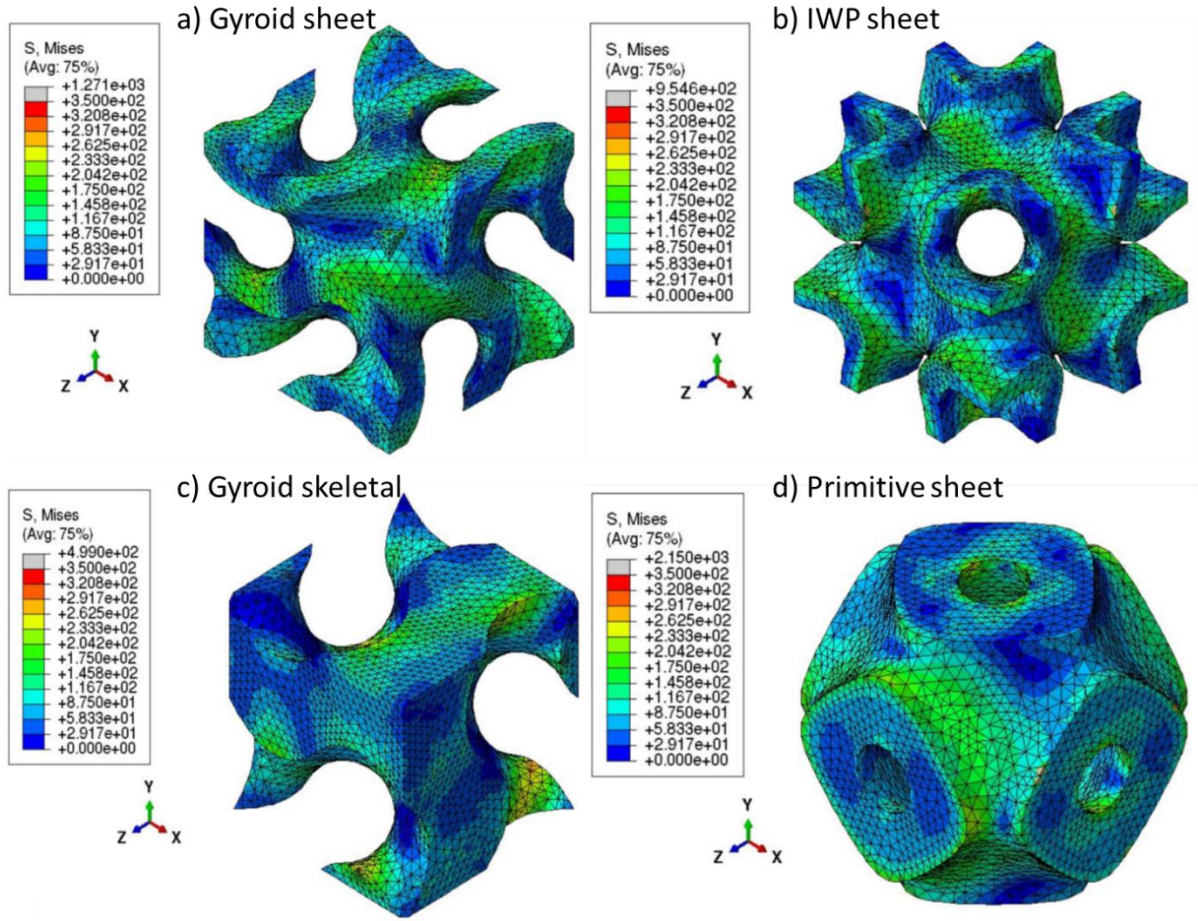 a) Gyroid sheet
S, Mises
(Avg: 75%)
+1.271e+03
+3.500e+02
+3.208e+02
+2.917e+02
+2.625e+02
+2.333e+02
+2.042e+02
+1.750e+02
+1.458e+02
+1.167e+02
+8.750e+01
+5.833e+01
+2.917e+01
+0.000e+00
Y
Z
X
b) IWP sheet
S, Mises
(Avg: 75%)
+9.546e+02
+3.500e+02
+3.208e+02
+2.917e+02
+2.625e+02
+2.333e+02
+2.042e+02
+1.750e+02
+1.458e+02
+1.167e+02
+8.750e+01
+5.833e+01
+2.917e+01
+0.000e+00
Y
Z
X
c) Gyroid skeletal
S, Mises
(Avg: 75%)
+4.990e+02
+3.500e+02
+3.208e+02
+2.917e+02
+2.625e+02
+2.333e+02
+2.042e+02
+1.750e+02
+1.458e+02
+1.167e+02
+8.750e+01
+5.833e+01
+2.917e+01
+0.000e+00
Y
Z
X
d) Primitive sheet
S, Mises
(Avg: 75%)
+2.150e+03
+3.500e+02
+3.208e+02
+2.917e+02
+2.625e+02
+2.333e+02
+2.042e+02
+1.750e+02
+1.458e+02
+1.167e+02
+8.750e+01
+5.833e+01
+2.917e+01
+0.000e+00
Y
Z
X